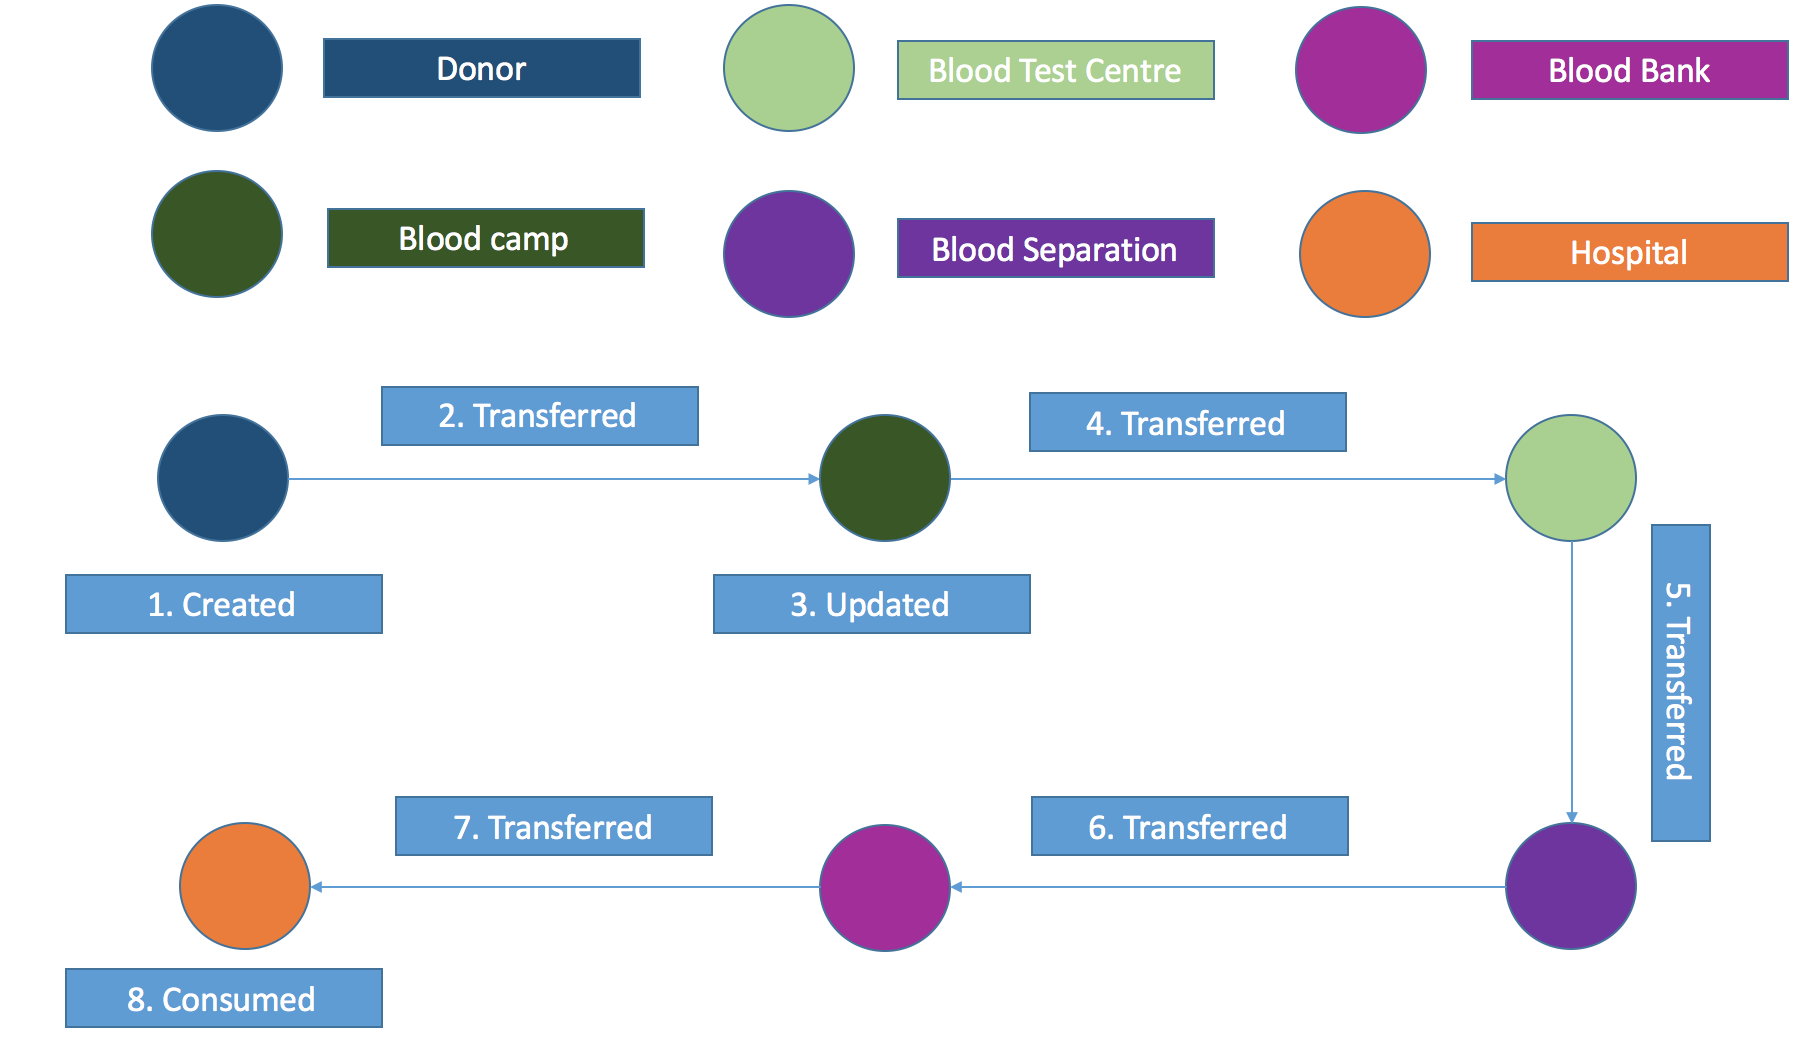 Donor
Blood Test Centre
Blood Bank
Blood camp
Blood Separation
Hospital
2. Transferred
4. Transferred
1. Created
3. Updated
5. Transferred
7. Transferred
6. Transferred
8. Consumed